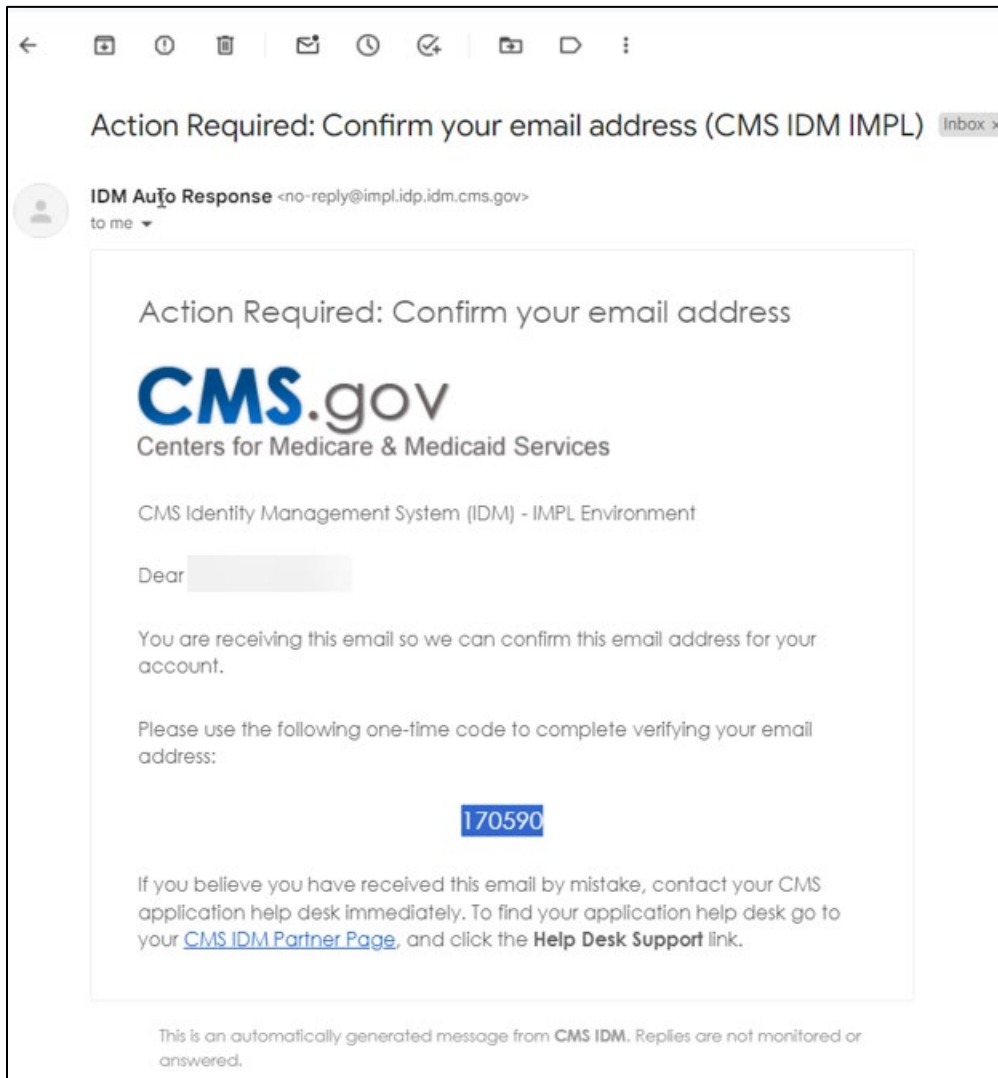 Action Required: Confirm your email address (CMS IDM IMPL) Inbox x
IDM Auto Response <no-reply@impl.idp.idm.cms.gov>
to me
Action Required: Confirm your email address
CMS.gov
Centers for Medicare & Medicaid Services
CMS Identity Management System (IDM) - IMPL Environment
Dear
You are receiving this email so we can confirm this email address for your
account.
Please use the following one-time code to complete verifying your email
address:
170590
If you believe you have received this email by mistake, contact your CMS
application help desk immediately. To find your application help desk go to
your CMS IDM Partner Page, and click the Help Desk Support link.
This is an automatically generated message from CMS IDM. Replies are not monitored or
answered.